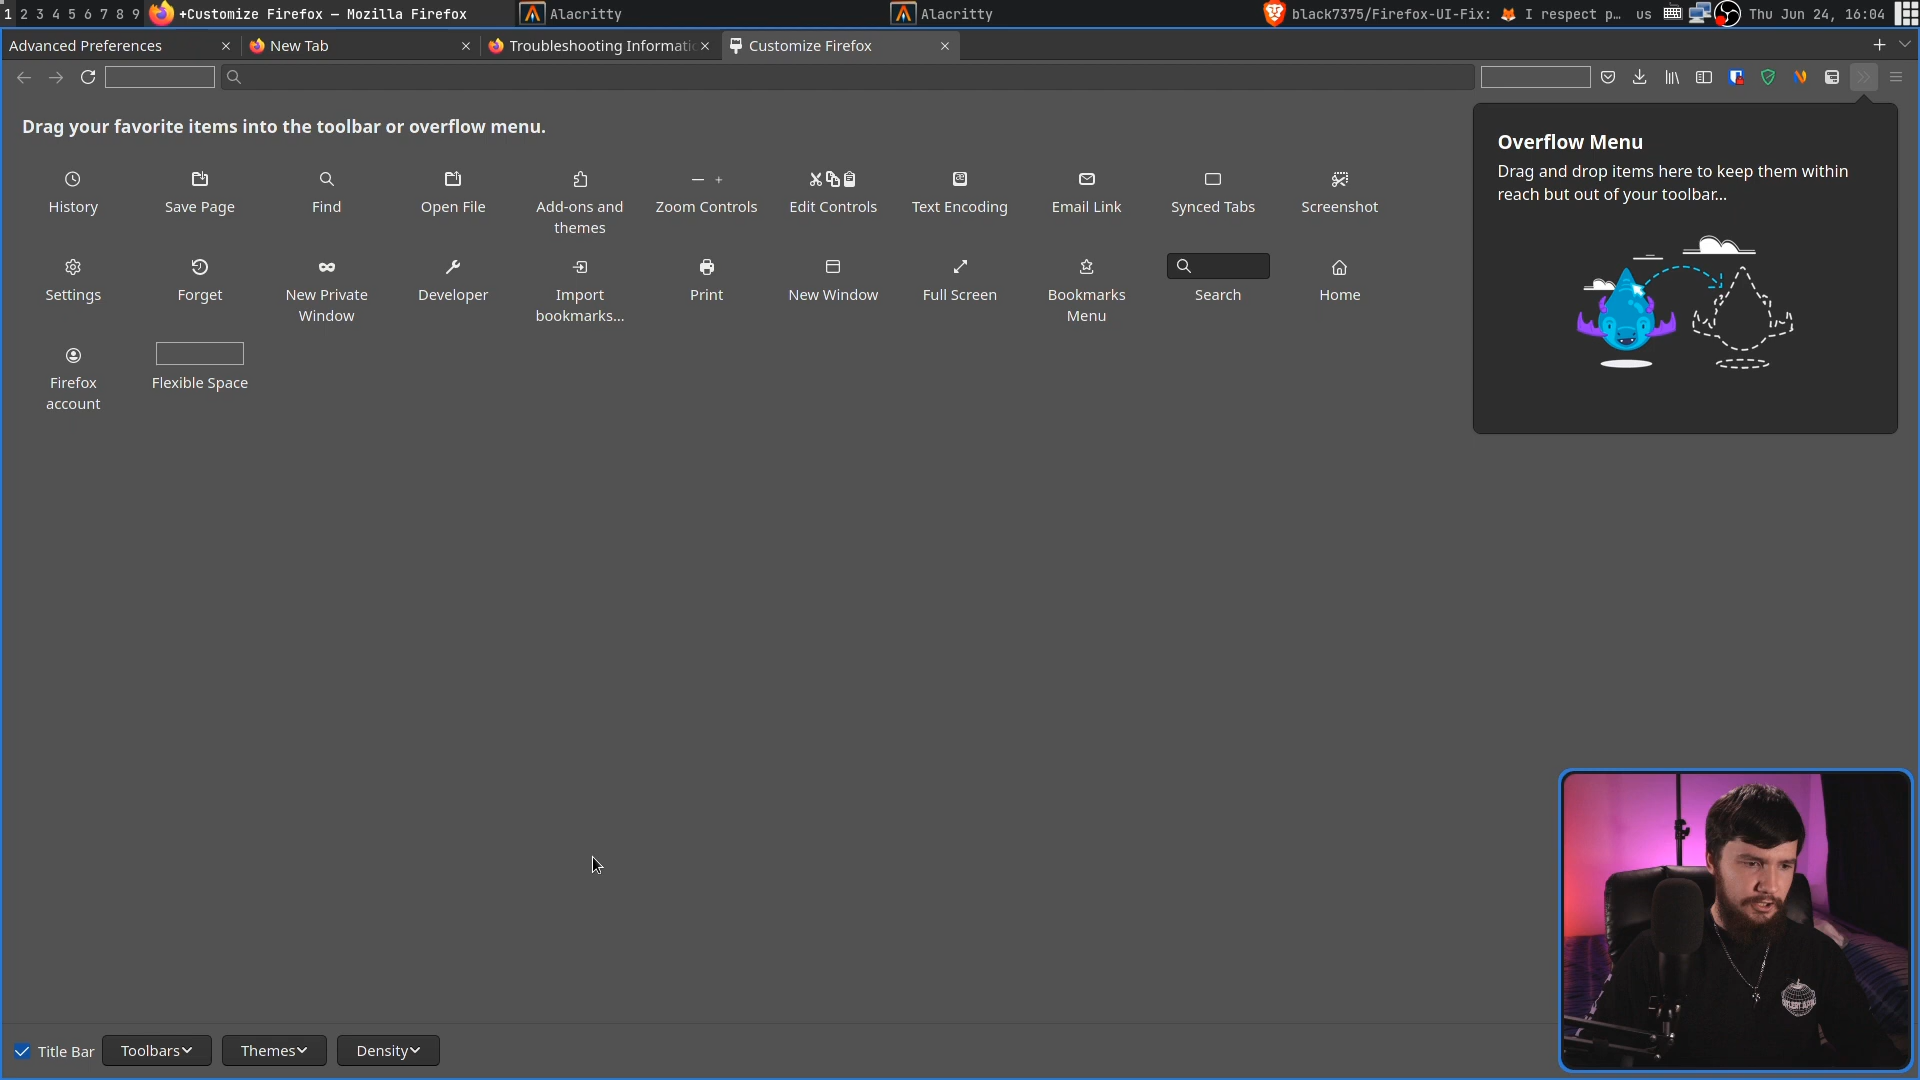 1 2 3 4 5 6 7 8 9 +Customize Firefox — Mozilla Firefox Alacritty Alacritty black7375/Firefox-UI-Fix: 🦊 I respect p… us Thu Jun 24, 16:04
Advanced Preferences New Tab Troubleshooting Informati Customize Firefox
Drag your favorite items into the toolbar or overflow menu.
History Save Page Find Open File Add-ons and themes Zoom Controls Edit Controls Text Encoding Email Link Synced Tabs Screenshot
Settings Forget New Private Window Developer Import bookmarks... Print New Window Full Screen Bookmarks Menu Search Home
Firefox account Flexible Space
Overflow Menu
Drag and drop items here to keep them within
reach but out of your toolbar...
Title Bar Toolbars Themes Density